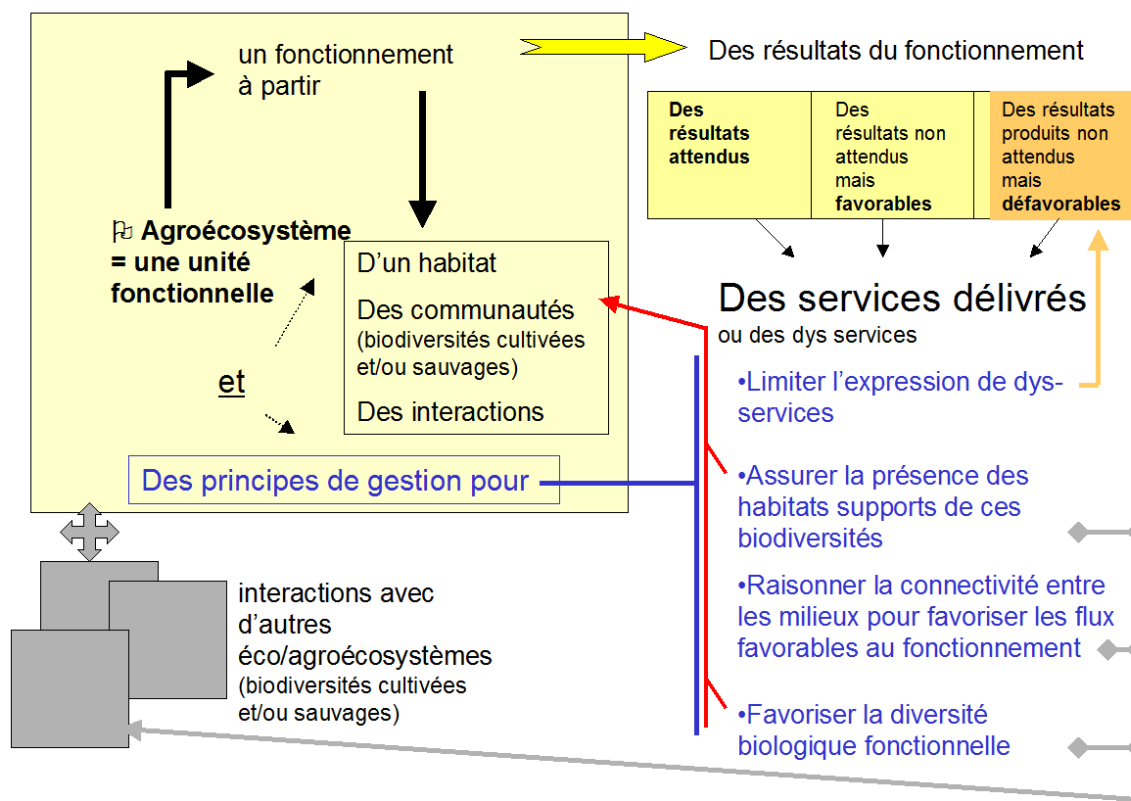 un fonctionnement
à partir
Agroécosystème
= une unité
fonctionnelle
D’un habitat
Des communautés
(biodiversités cultivées
et/ou sauvages)
Des interactions
et
Des principes de gestion pour
interactions avec
d’autres
éco/agroécosystèmes
(biodiversités cultivées
et/ou sauvages)
Des résultats du fonctionnement
Des
résultats
attendus
Des
résultats non
attendus
mais
favorables
Des résultats
produits non
attendus
mais
défavorables
Des services délivrés
ou des dys services
•Limiter l’expression de dys-
services
•Assurer la présence des
habitats supports de ces
biodiversités
•Raisonner la connectivité entre
les milieux pour favoriser les flux
favorables au fonctionnement
•Favoriser la diversité
biologique fonctionnelle